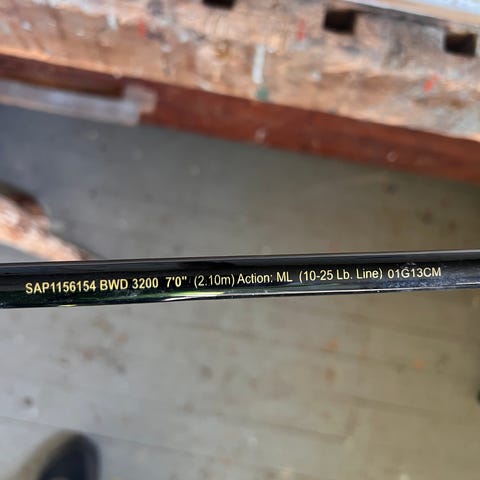 SAP1156154 BWD 3200 7'0" (2.10m) Action: ML (10-25 Lb. Line) 01G13CM